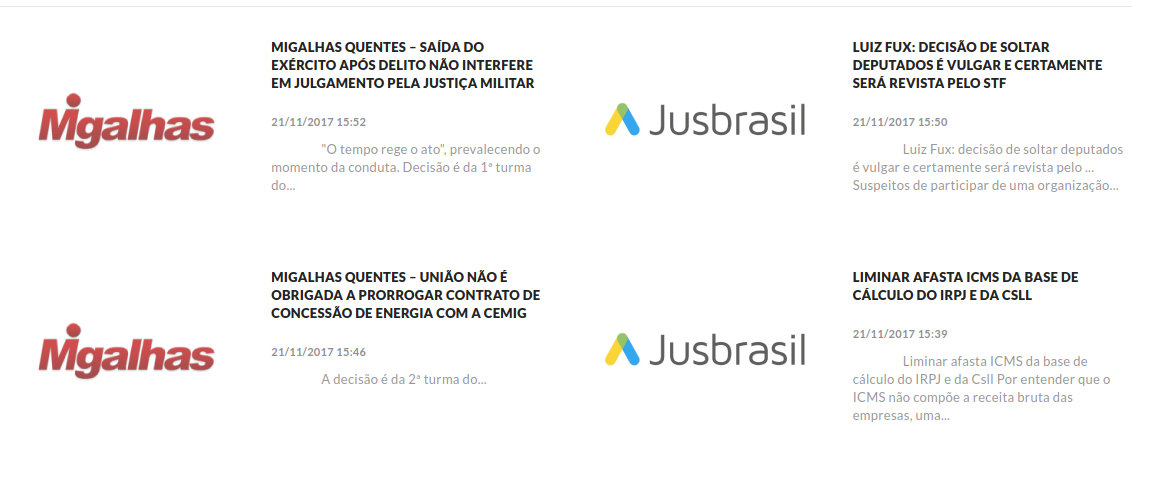 MIGALHAS QUENTES – SAÍDA DO
EXÉRCITO APÓS DELITO NÃO INTERFERE
EM JULGAMENTO PELA JUSTIÇA MILITAR
Migalhas
21/11/2017 15:52
"O tempo rege o ato", prevalecendo o
momento da conduta. Decisão é da 1ª turma
do...
LUIZ FUX: DECISÃO DE SOLTAR
DEPUTADOS É VULGAR E CERTAMENTE
SERÁ REVISTA PELO STF
Jusbrasil
21/11/2017 15:50
Luiz Fux: decisão de soltar deputados
é vulgar e certamente será revista pelo ...
Suspeitos de participar de uma organização...
MIGALHAS QUENTES – UNIÃO NÃO É
OBRIGADA A PRORROGAR CONTRATO DE
CONCESSÃO DE ENERGIA COM A CEMIG
Migalhas
21/11/2017 15:46
A decisão é da 2ª turma do...
LIMINAR AFASTA ICMS DA BASE DE
CÁLCULO DO IRPJ E DA CSLL
Jusbrasil
21/11/2017 15:39
Liminar afasta ICMS da base de
cálculo do IRPJ e da Csll Por entender que o
ICMS não compõe a receita bruta das
empresas, uma...